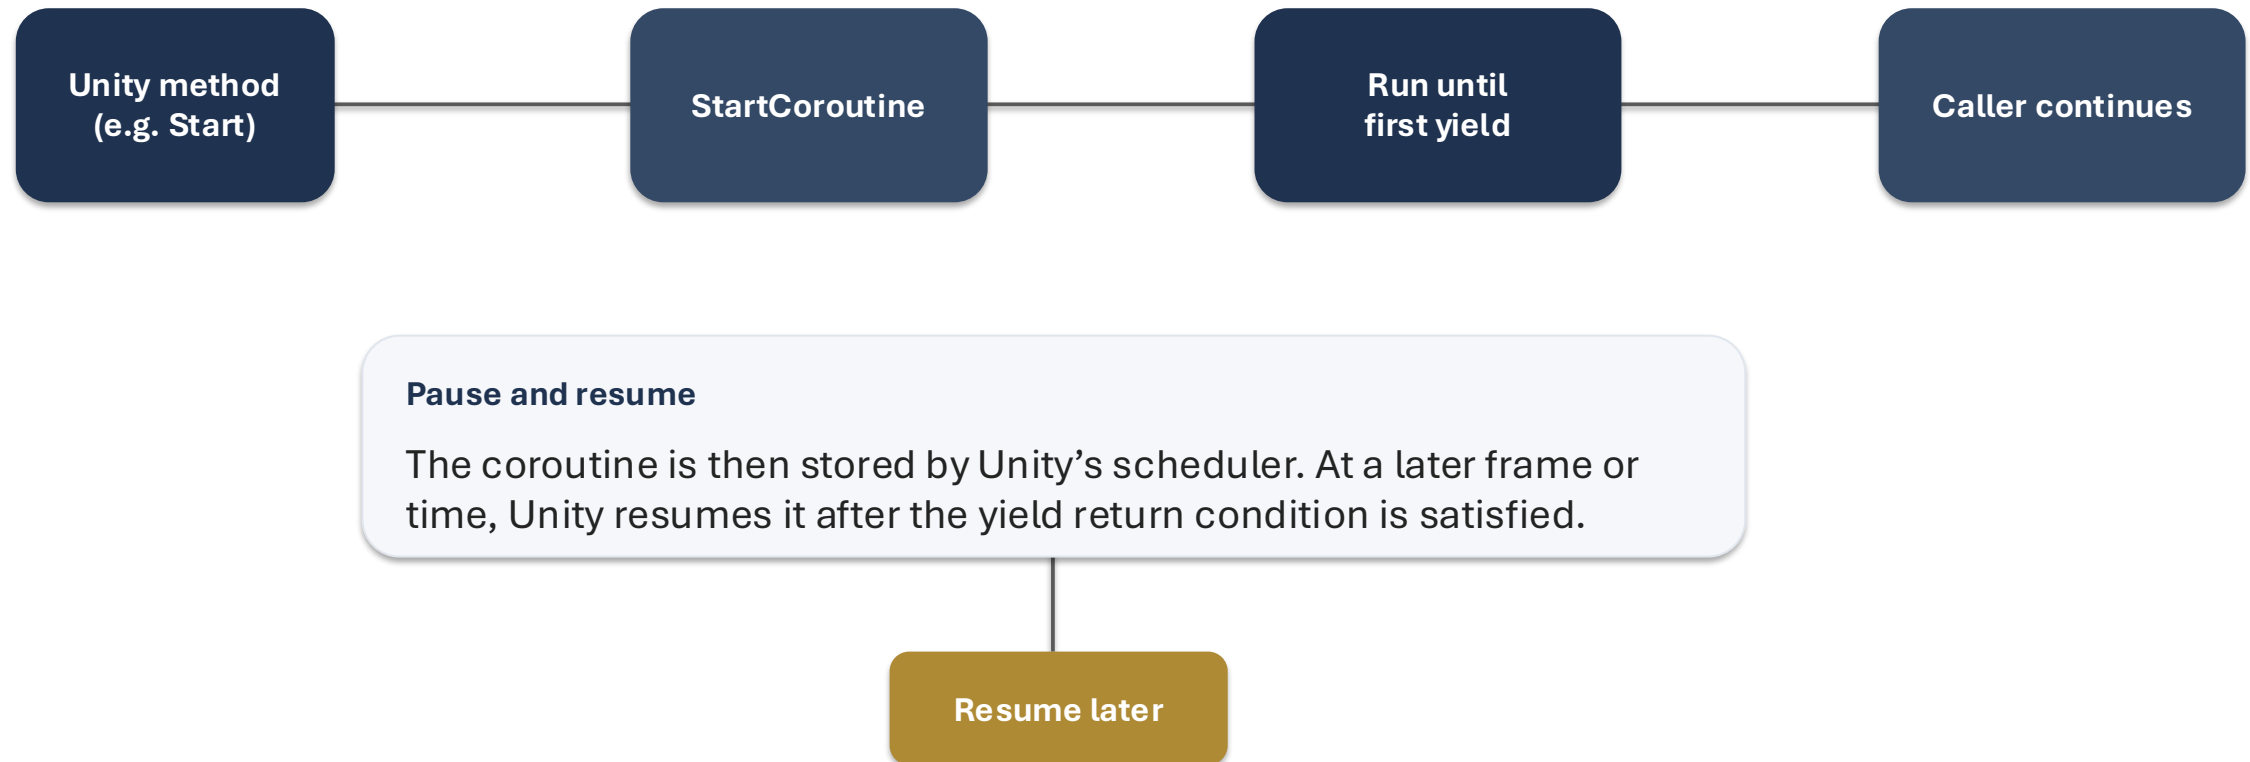 Unity method
(e.g. Start)
StartCoroutine
Run until
first yield
Caller continues
Pause and resume
The coroutine is then stored by Unity’s scheduler. At a later frame or
time, Unity resumes it after the yield return condition is satisfied.
Resume later